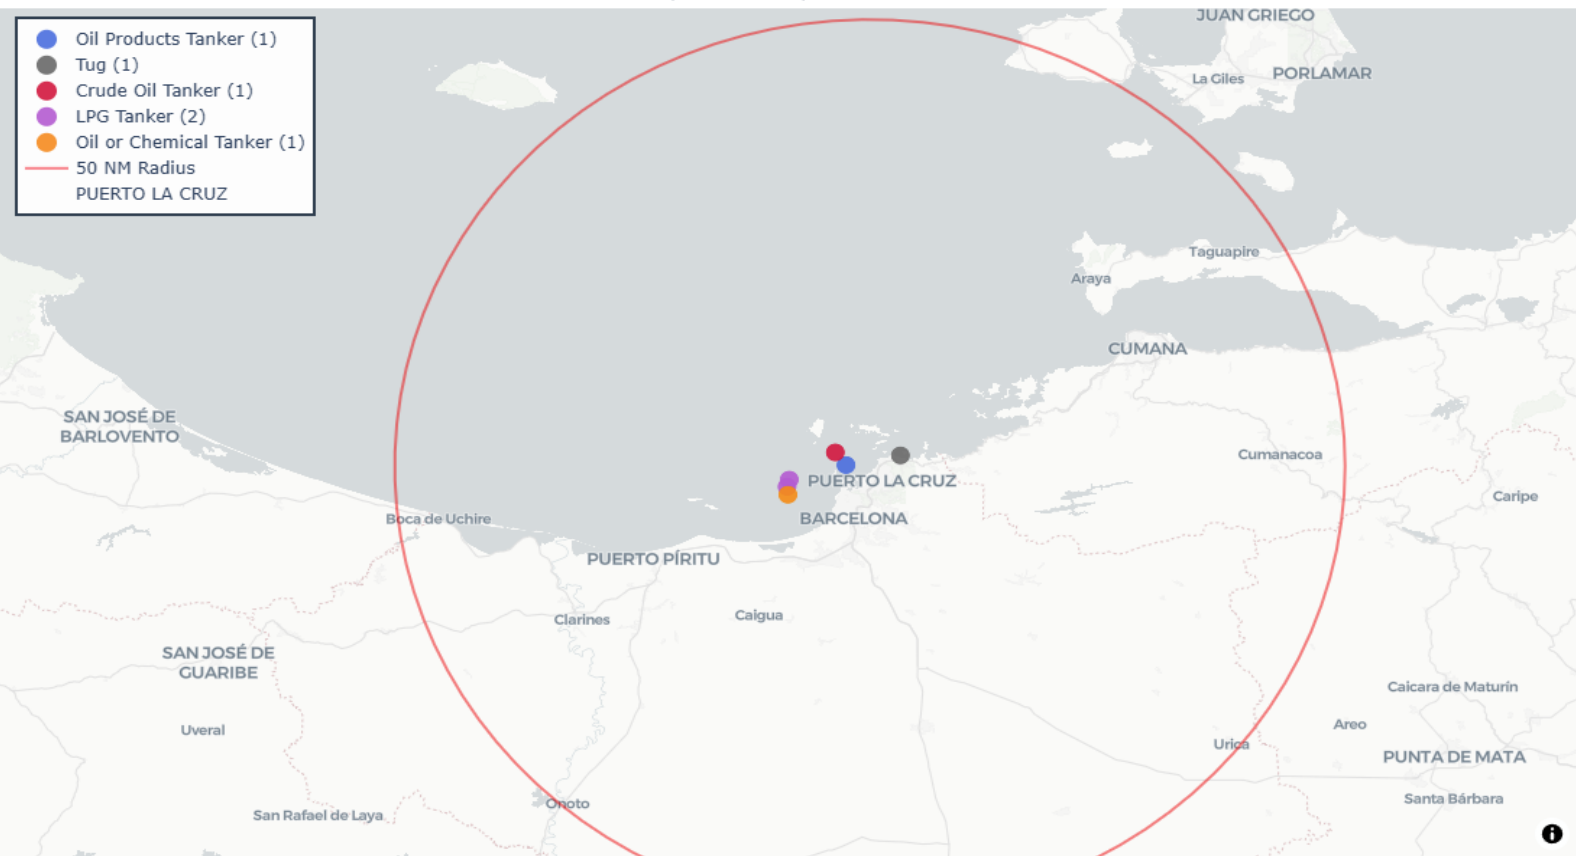 Oil Products Tanker (1)
Tug (1)
Crude Oil Tanker (1)
LPG Tanker (2)
Oil or Chemical Tanker (1)
50 NM Radius
PUERTO LA CRUZ
JUAN GRIEGO
La Giles
PORLAMAR
Taguapire
Araya
CUMANA
SAN JOSÉ DE
BARLOVENTO
Cumanacoa
PUERTO LA CRUZ
Caripe
Boca de Uchire
BARCELONA
PUERTO PÍRITU
Clarines
Caigua
SAN JOSÉ DE
GUARIBE
Caicara de Maturín
Uveral
Areo
Urica
PUNTA DE MATA
Onoto
Santa Bárbara
San Rafael de Laya